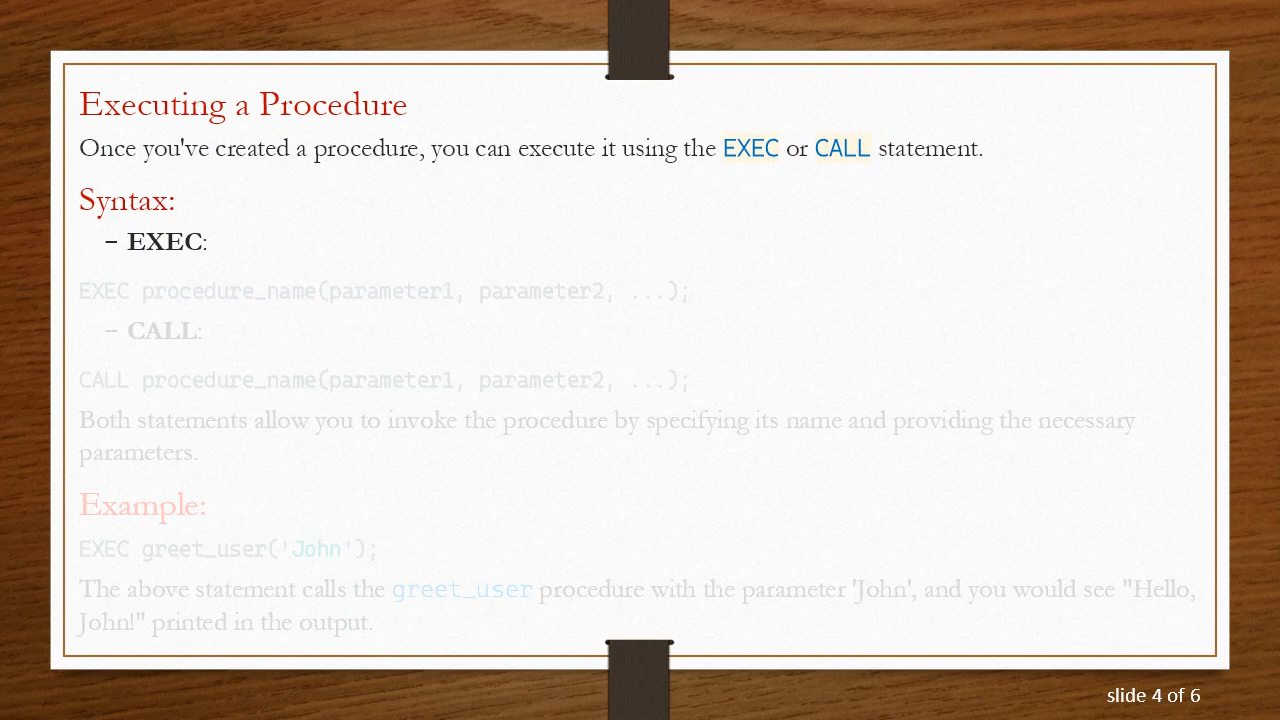 Executing a Procedure
Once you've created a procedure, you can execute it using the EXEC or CALL statement.
Syntax:
– EXEC:
EXEC procedure_name(parameter1, parameter2, ...);
– CALL:
CALL procedure_name(parameter1, parameter2, ...);
Both statements allow you to invoke the procedure by specifying its name and providing the necessary
parameters.
Example:
EXEC greet_user('John');
The above statement calls the greet_user procedure with the parameter 'John', and you would see "Hello,
John!" printed in the output.
slide 4 of 6